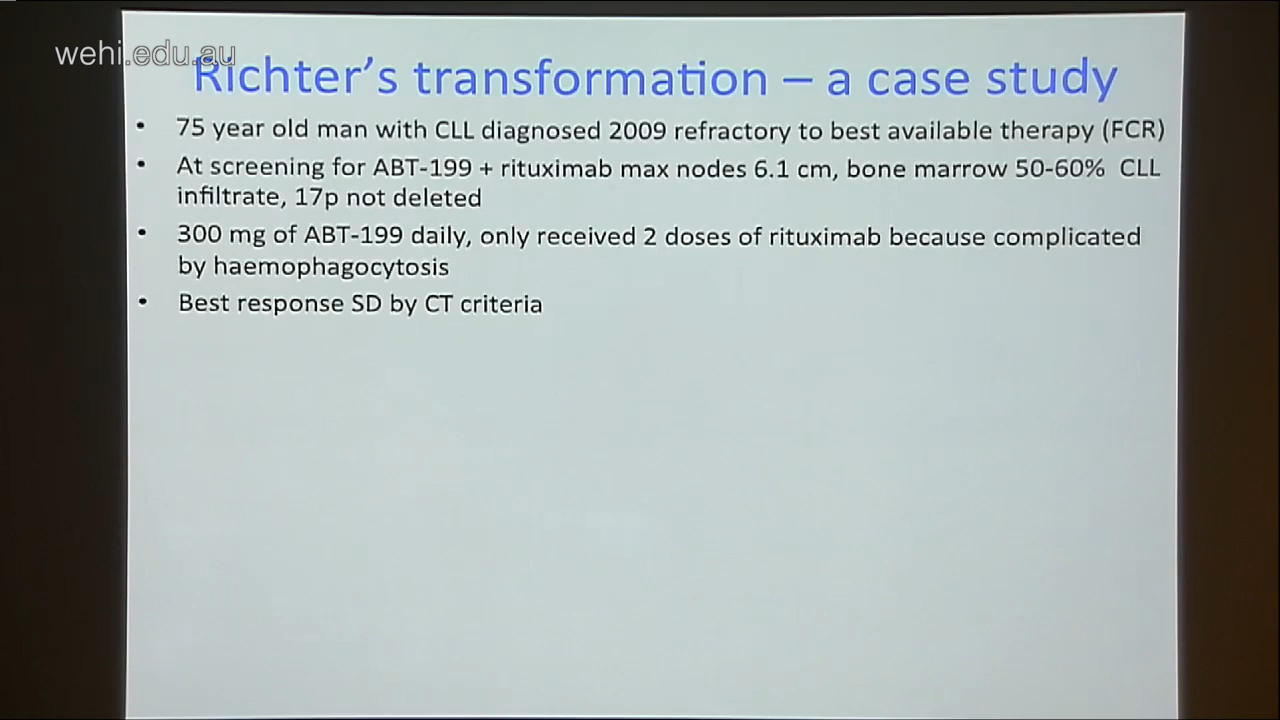 wehi.edu.au
Richter’s transformation – a case study
• 75 year old man with CLL diagnosed 2009 refractory to best available therapy (FCR)
• At screening for ABT-199 + rituximab max nodes 6.1 cm, bone marrow 50-60% CLL
infiltrate, 17p not deleted
• 300 mg of ABT-199 daily, only received 2 doses of rituximab because complicated
by haemophagocytosis
• Best response SD by CT criteria